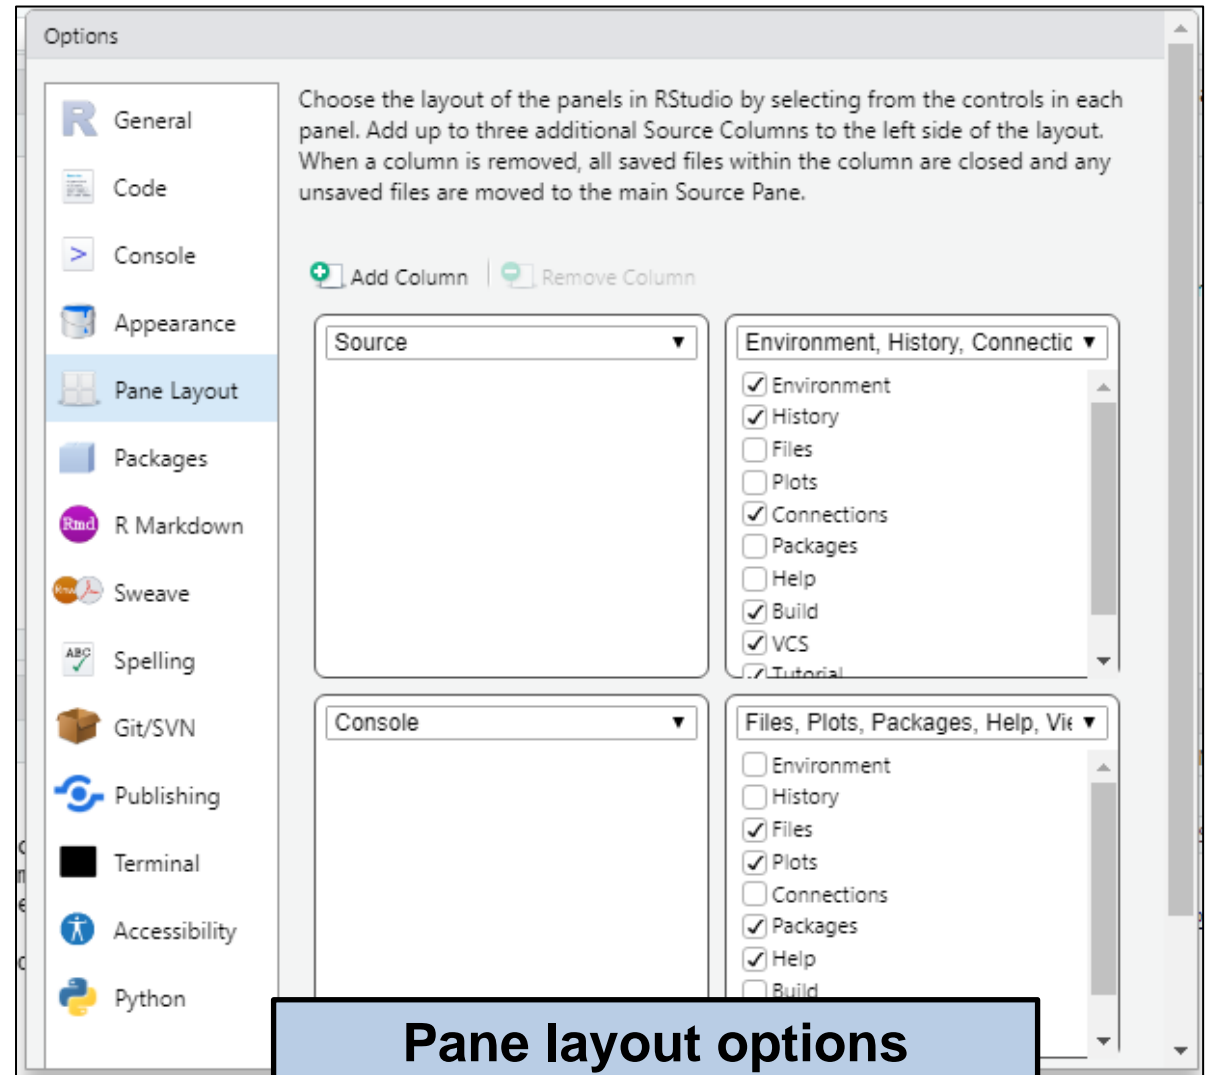 Options
General
Code
Console
Appearance
Pane Layout
Packages
Rmd R Markdown
Sweave
ABC Spelling
Git/SVN
Publishing
Terminal
Accessibility
Python
Choose the layout of the panels in RStudio by selecting from the controls in each
panel. Add up to three additional Source Columns to the left side of the layout.
When a column is removed, all saved files within the column are closed and any
unsaved files are moved to the main Source Pane.
Add Column Remove Column
Source
Environment, History, Connectic
Environment
History
Files
Plots
Connections
Packages
Help
Build
VCS
Tutorial
Console
Files, Plots, Packages, Help, Vie
Environment
History
Files
Plots
Connections
Packages
Help
Build
Pane layout options